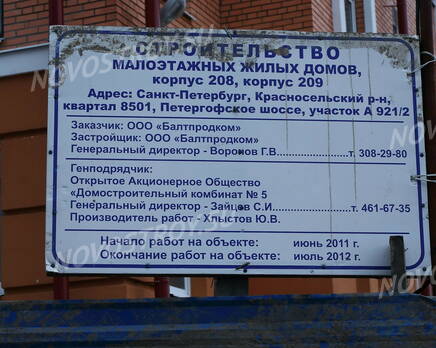 СТРОИТЕЛЬСТВО
МАЛОЭТАЖНЫХ ЖИЛЫХ ДОМОВ,
корпус 208, корпус 209
Адрес: Санкт-Петербург, Красносельский р-н,
квартал 8501, Петергофское шоссе, участок А 921/2
Заказчик: ООО «Балтпродком»
Застройщик: ООО «Балтпродком»
Генеральный директор - Воронов Г.В.................т. 308-29-80
Генподрядчик:
Открытое Акционерное Общество
«Домостроительный комбинат № 5
Генеральный директор - Зайцев С.И..................т. 461-67-35
Производитель работ - Хлыстов Ю.В.
Начало работ на объекте: июнь 2011 г.
Окончание работ на объекте: июль 2012 г.